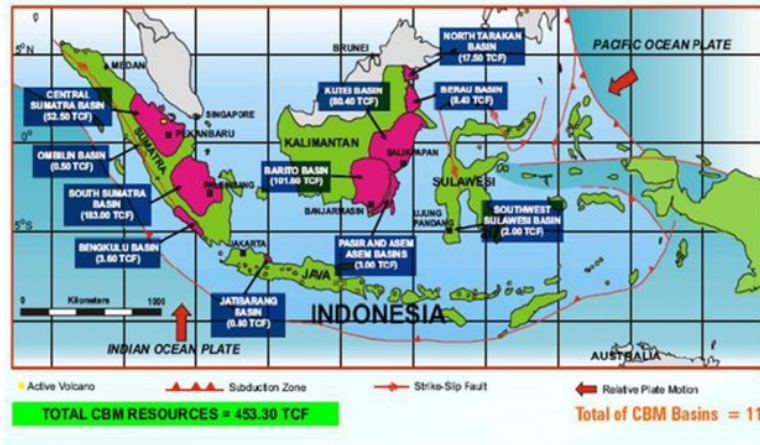 NORTH TARAKAN
BASIN
(17.50 TCF)
PACIFIC OCEAN PLATE
5°N
BRUNEI
MEDAN
KUTEI BASIN
(80.40 TCF)
BERAU BASIN
(8.40 TCF)
CENTRAL
SUMATRA BASIN
(52.50 TCF)
SINGAPORE
PEKANBARU
0°N
KALIMANTAN
OMBILIN BASIN
(0.50 TCF)
SUMATRA
BALIKPAPAN
BARITO BASIN
(101.60 TCF)
SULAWESI
SOUTH SUMATRA
BASIN
(183.00 TCF)
PALEMBANG
BANJARMASIN
UJUNG
PANDANG
SOUTHWEST
SULAWESI BASIN
(2.00 TCF)
5°S
BENGKULU BASIN
(3.60 TCF)
JAKARTA
PASIR AND ASEM
ASEM BASINS
(3.00 TCF)
JAVA
0 Kilometers 1000
JATIBARANG
BASIN
(0.80 TCF)
INDONESIA
INDIAN OCEAN PLATE
AUSTRALIA
Active Volcano
Subduction Zone
Strike-Slip Fault
Relative Plate Motion
TOTAL CBM RESOURCES = 453.30 TCF
Total of CBM Basins = 11